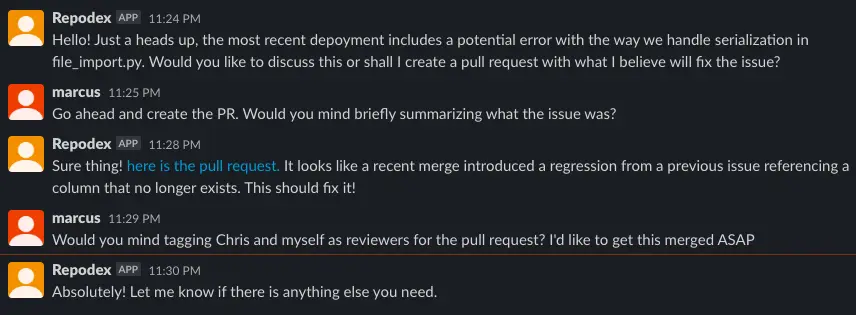 Repodex APP 11:24 PM
Hello! Just a heads up, the most recent depoyment includes a potential error with the way we handle serialization in
file_import.py. Would you like to discuss this or shall I create a pull request with what I believe will fix the issue?
marcus 11:25 PM
Go ahead and create the PR. Would you mind briefly summarizing what the issue was?
Repodex APP 11:28 PM
Sure thing! here is the pull request. It looks like a recent merge introduced a regression from a previous issue referencing a
column that no longer exists. This should fix it!
marcus 11:29 PM
Would you mind tagging Chris and myself as reviewers for the pull request? I'd like to get this merged ASAP
Repodex APP 11:30 PM
Absolutely! Let me know if there is anything else you need.